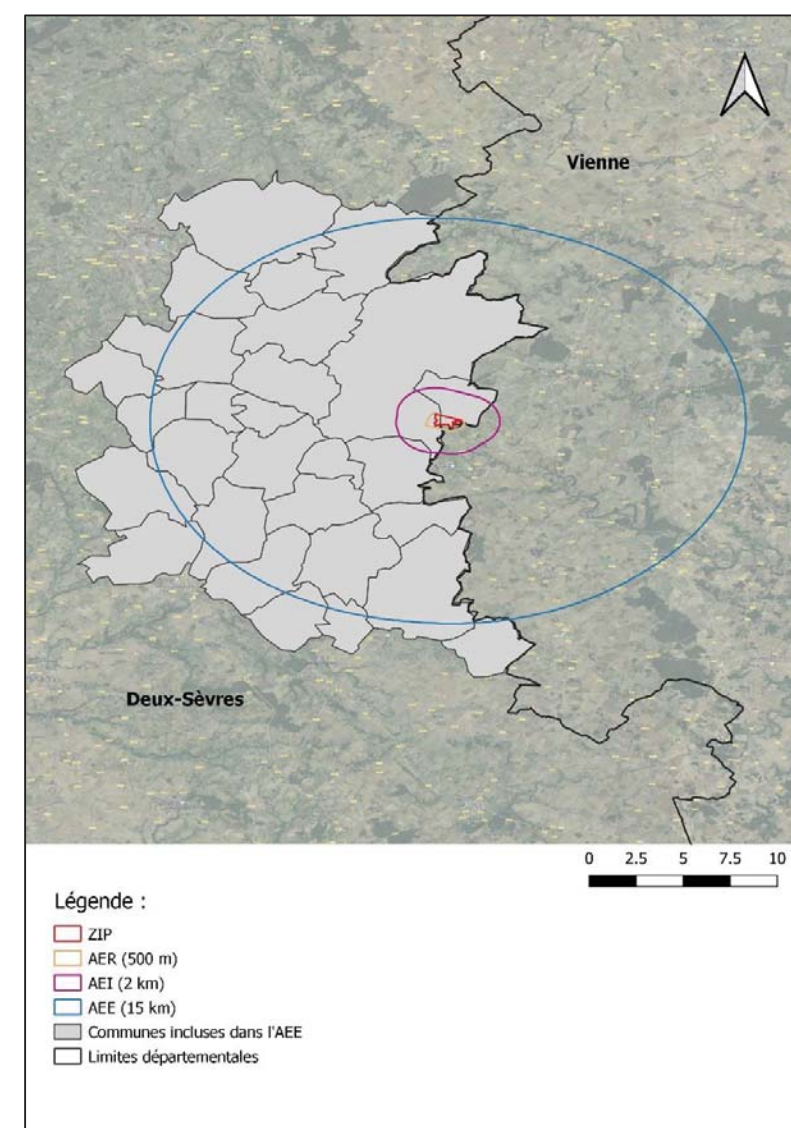 Vienne
Deux-Sèvres
0 2.5 5 7.5 10
Légende :
ZIP
AER (500 m)
AEI (2 km)
AEE (15 km)
Communes incluses dans l'AEE
Limites départementales